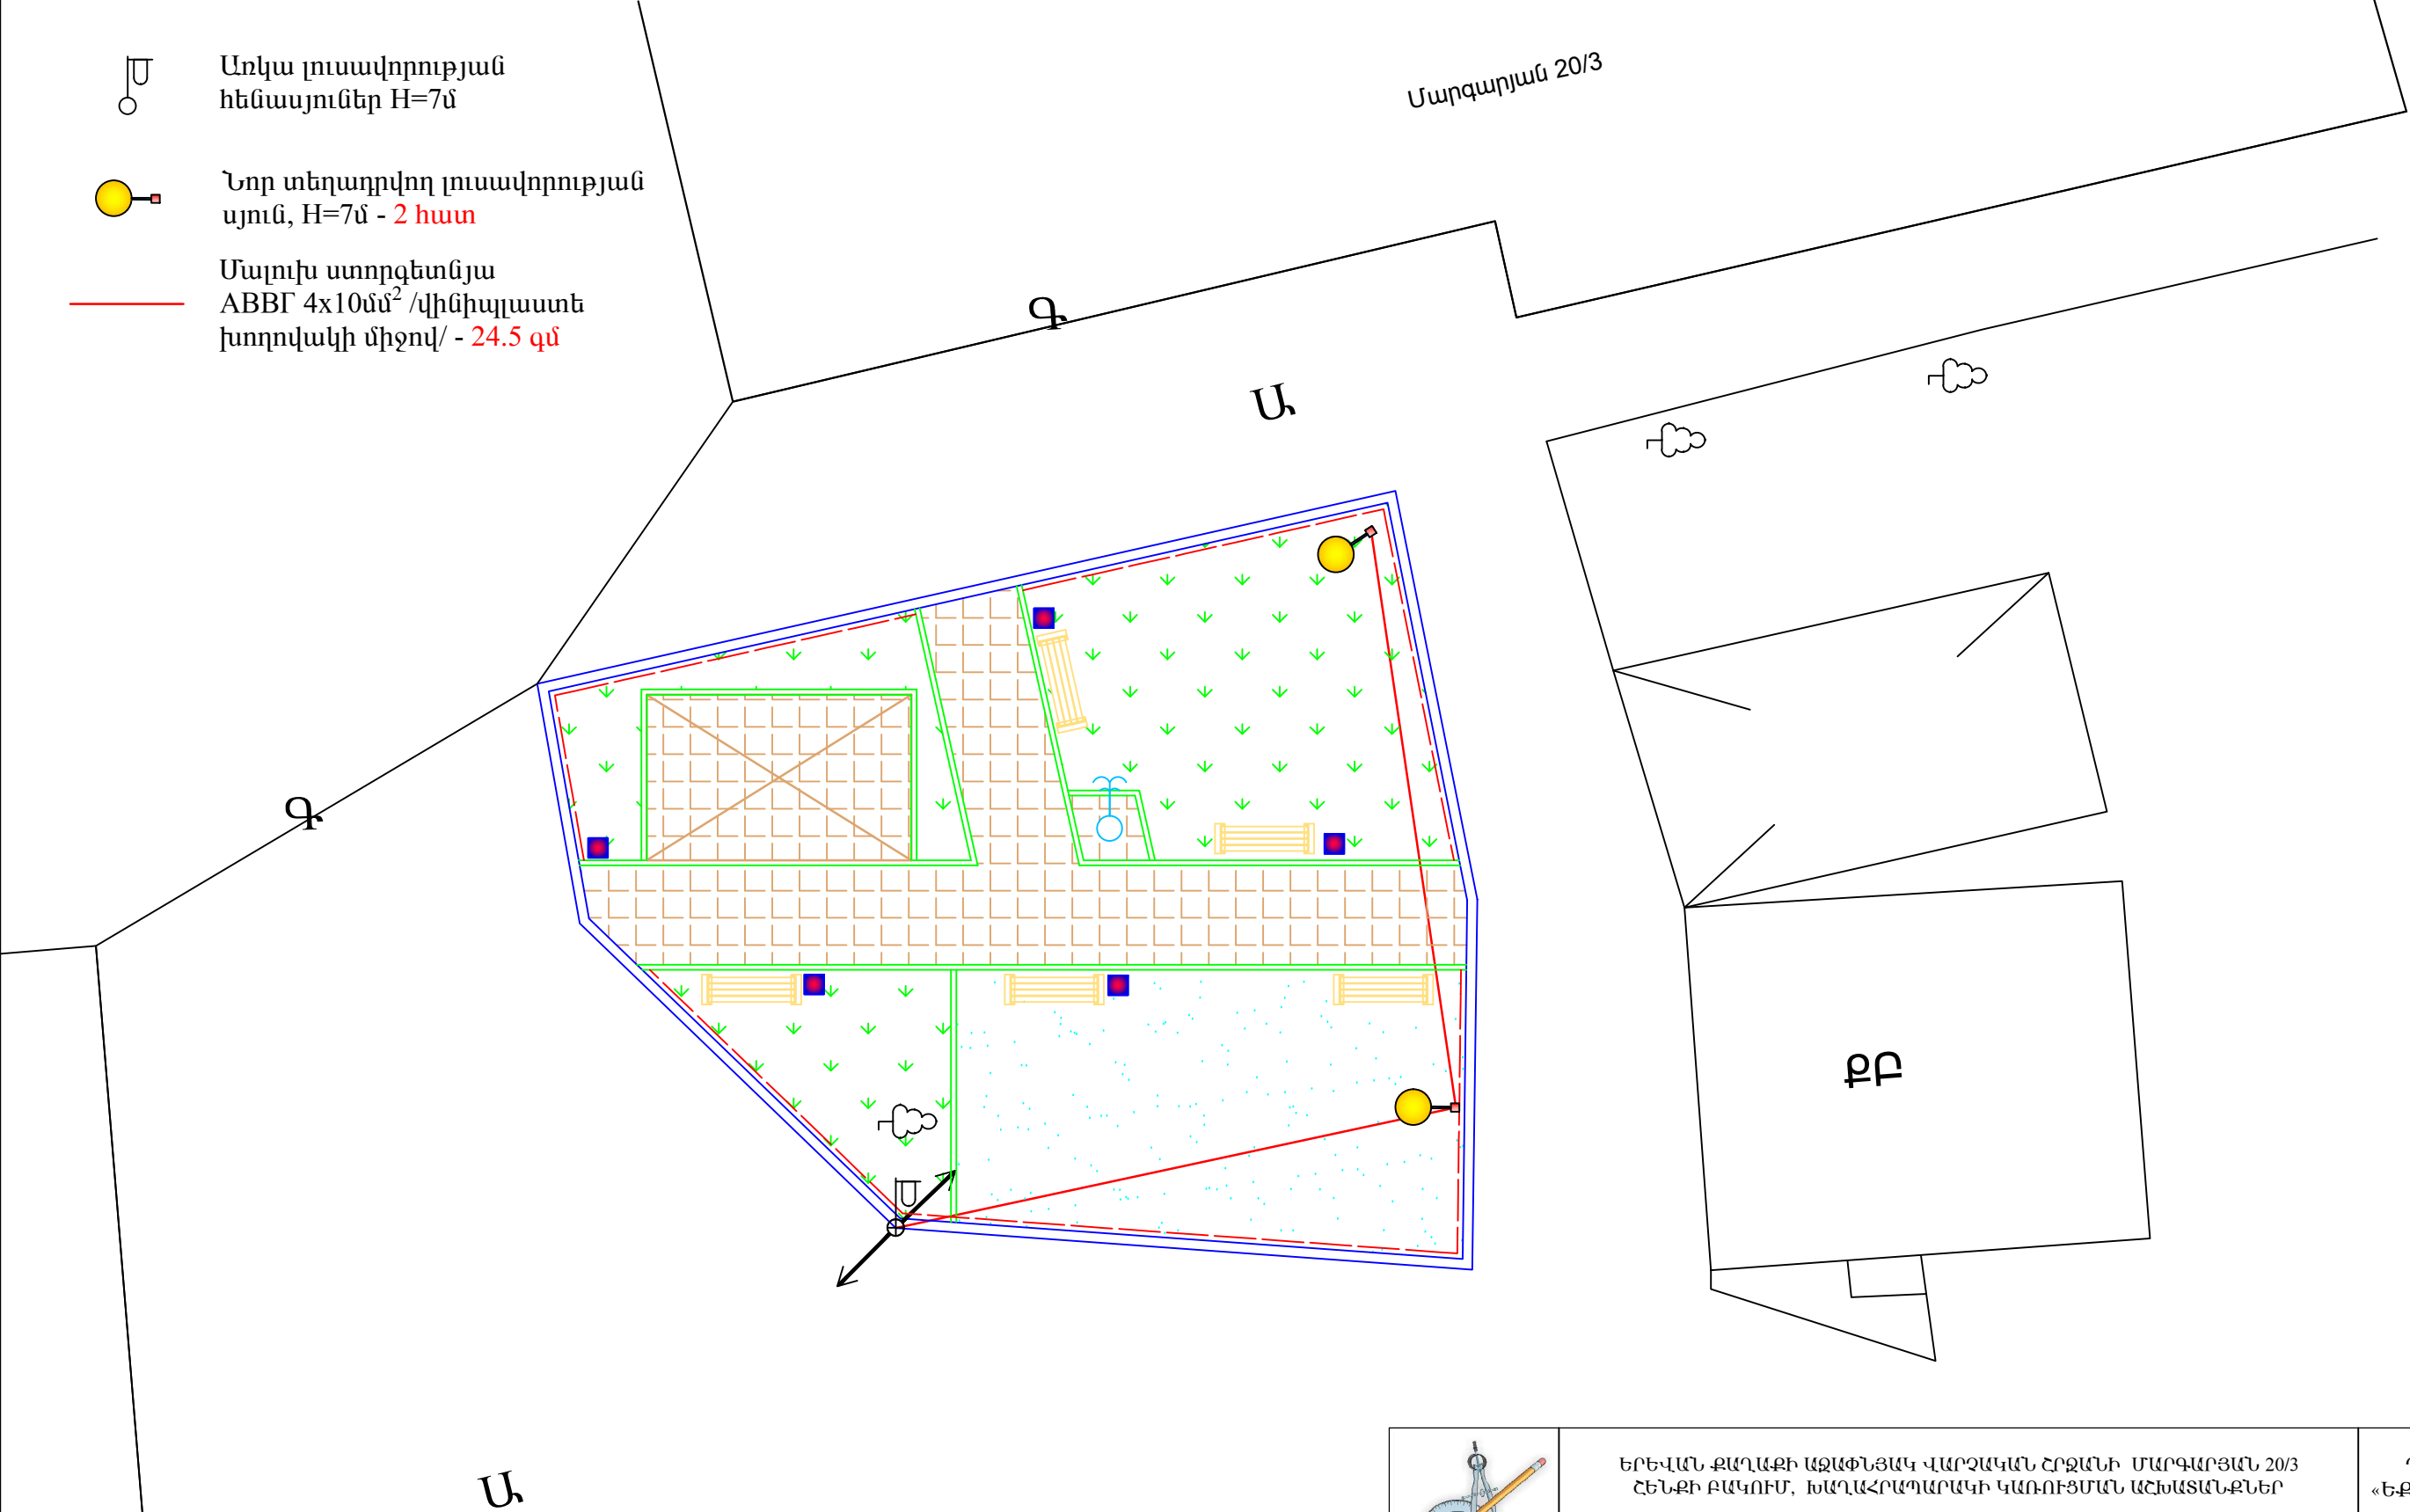 Առկա լուսավորության
հենասյուներ H=7մ
Նոր տեղադրվող լուսավորության
սյուն, H=7մ - 2 հատ
Մալուխ ստորգետնյա
АВВГ 4x10մմ² /վինիպլաստե
խողովակի միջով/ - 24.5 գմ
Մարգարյան 20/3
Գ
Ա
Գ
ՔԲ
Ա
ԵՐԵՎԱՆ ՔԱՂԱՔԻ ԱՋԱՓՆՅԱԿ ՎԱՐՉԱԿԱՆ ՇՐՋԱՆԻ ՄԱՐԳԱՐՅԱՆ 20/3
ՇԵՆՔԻ ԲԱԿՈՒՄ, ԽԱՂԱՀՐԱՊԱՐԱԿԻ ԿԱՌՈՒՑՄԱՆ ԱՇԽԱՏԱՆՔՆԵՐ